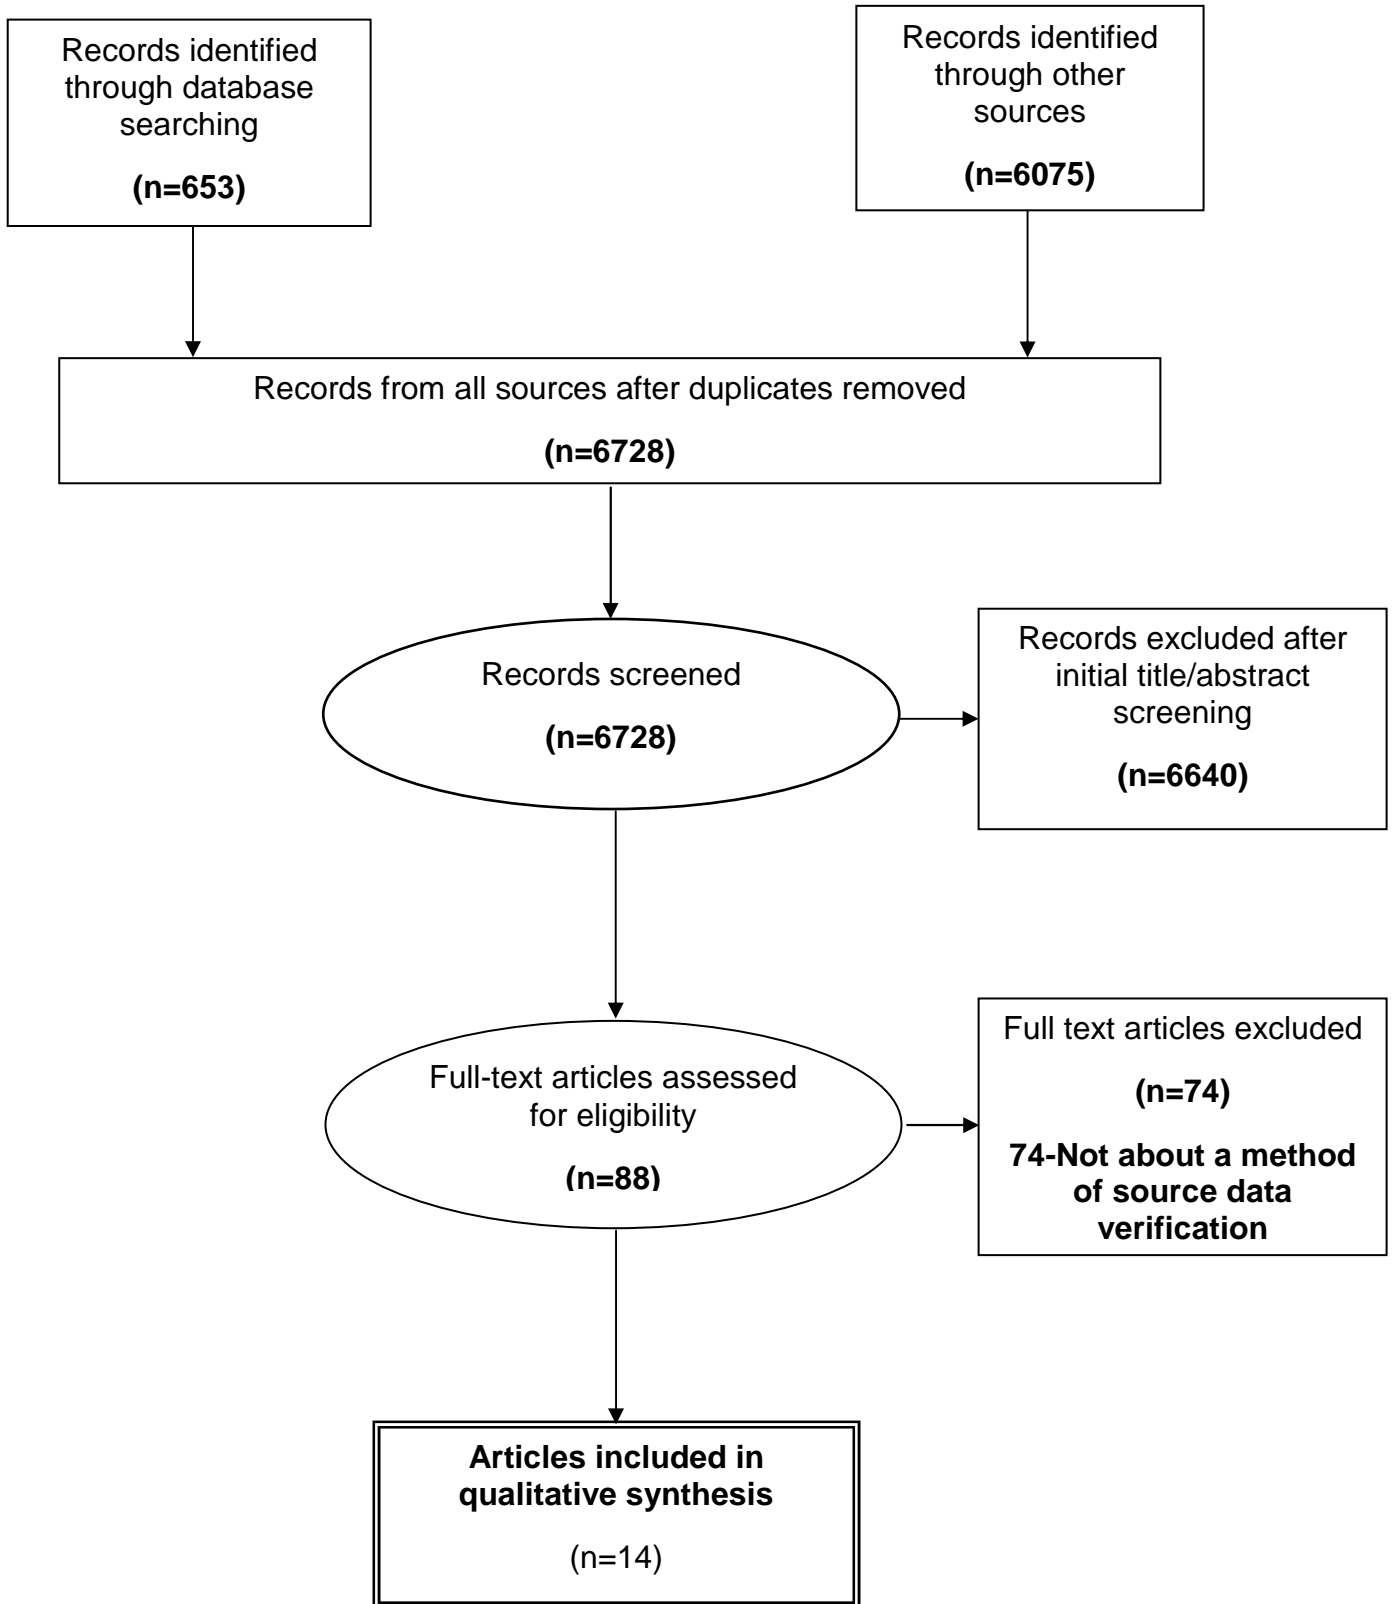 Records identified
through database
searching
(n=653)
Records identified
through other
sources
(n=6075)
Records from all sources after duplicates removed
(n=6728)
Records screened
(n=6728)
Records excluded after
initial title/abstract
screening
(n=6640)
Full-text articles assessed
for eligibility
(n=88)
Full text articles excluded
(n=74)
74-Not about a method
of source data
verification
Articles included in
qualitative synthesis
(n=14)